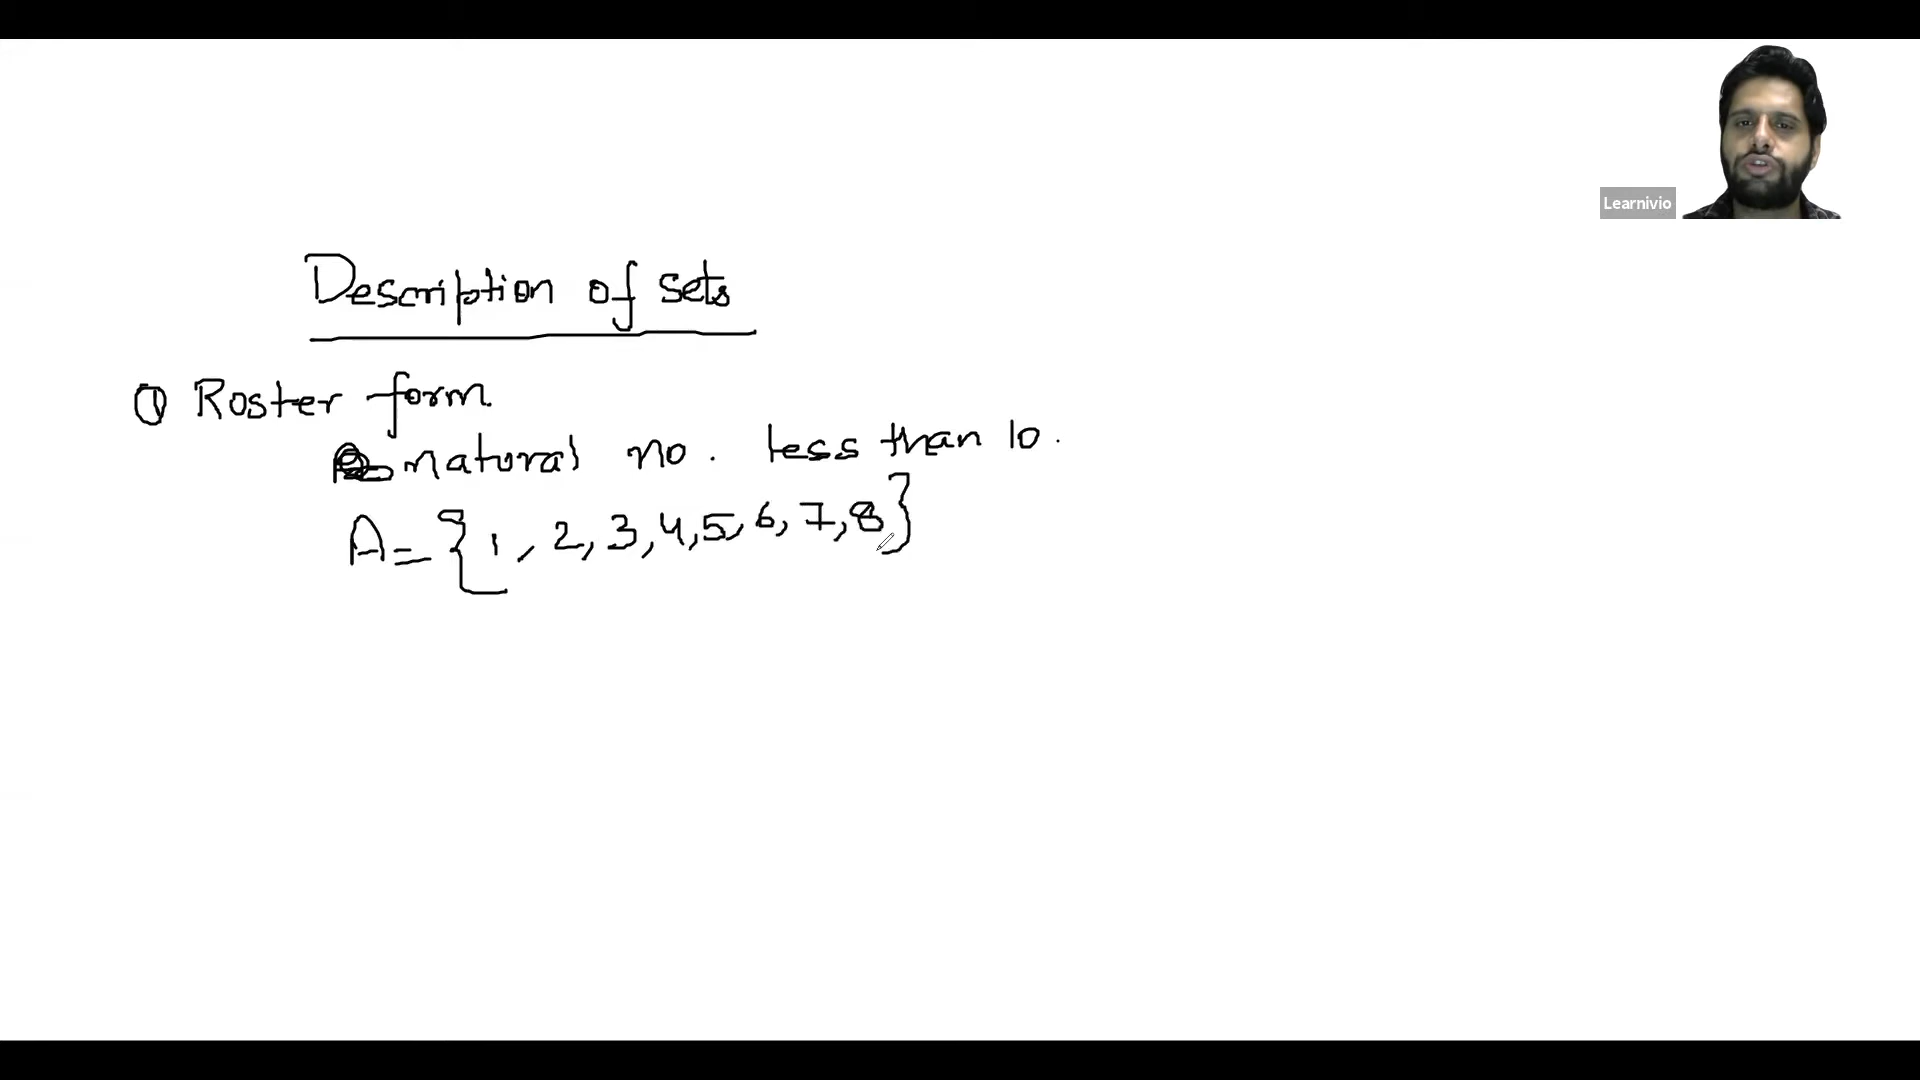 Learnivio
Description of sets
① Roster form
natural no. less than 10.
A = {1, 2, 3, 4, 5, 6, 7, 8}